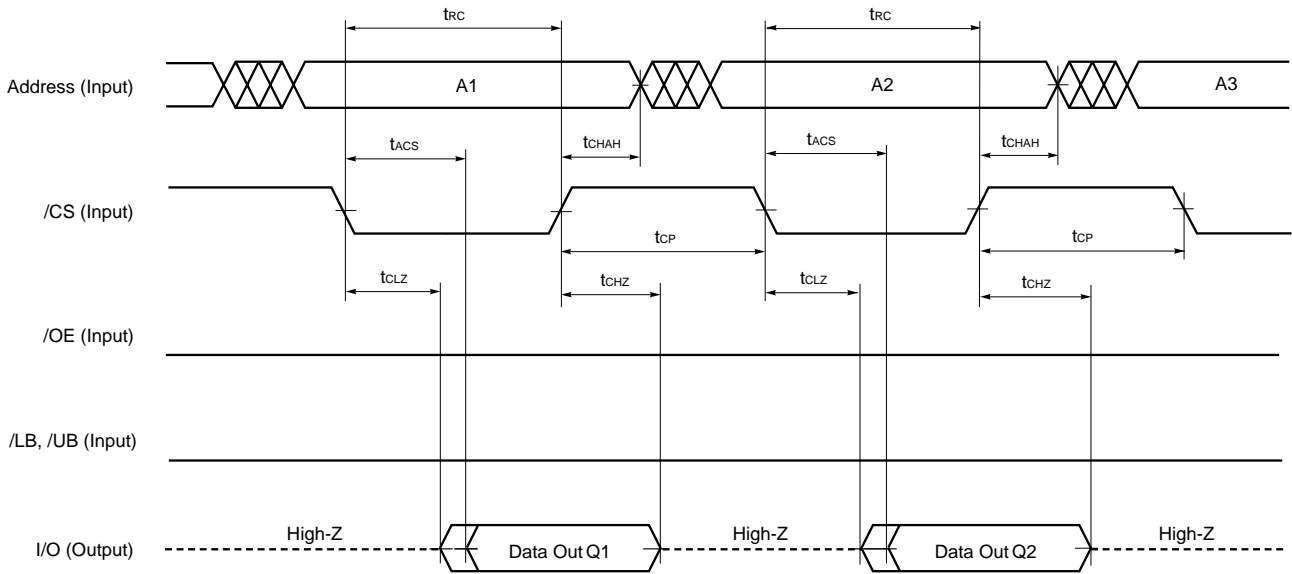 tRC tRC
Address (Input) A1 A2 A3
tACS tCHAH tACS tCHAH
/CS (Input)
tCP tCP
tCLZ tCHZ tCLZ tCHZ
/OE (Input)
/LB, /UB (Input)
High-Z High-Z High-Z
I/O (Output) Data Out Q1 Data Out Q2